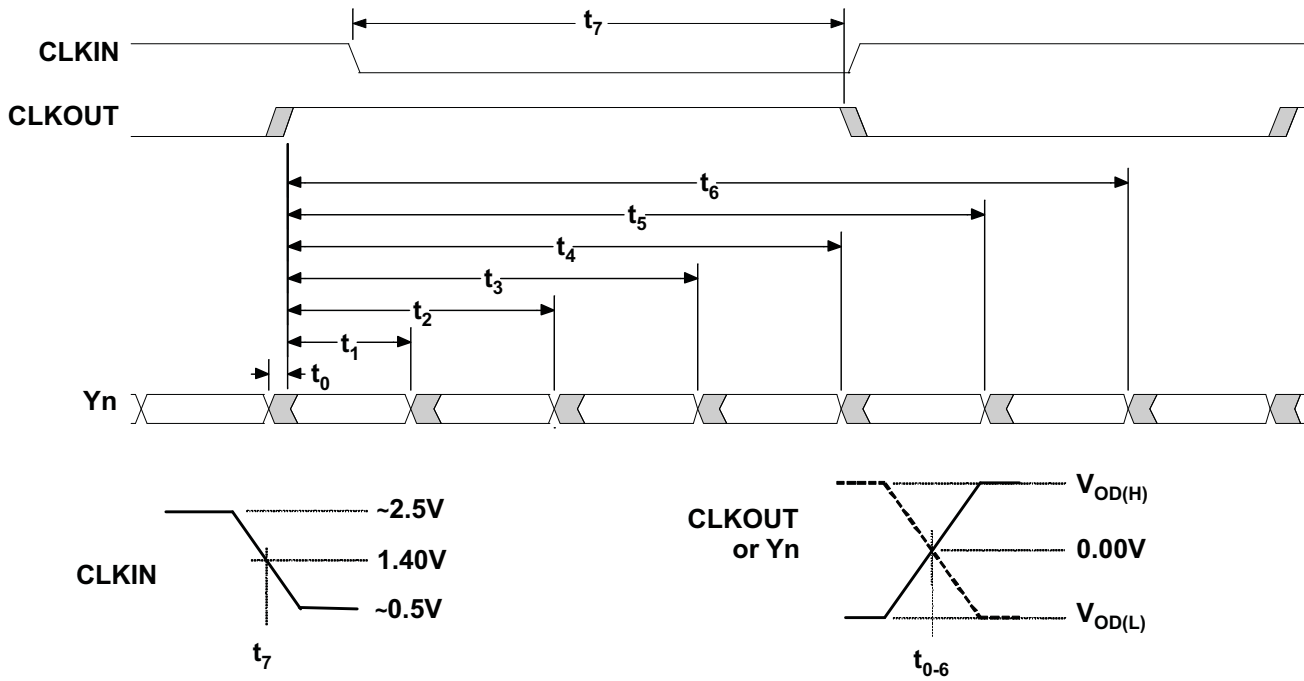 t7
CLKIN
CLKOUT
t6
t5
t4
t3
t2
t1
t0
Yn
~2.5V
1.40V
~0.5V
CLKIN
t7
CLKOUT
or Yn
VOD(H)
0.00V
VOD(L)
t0-6